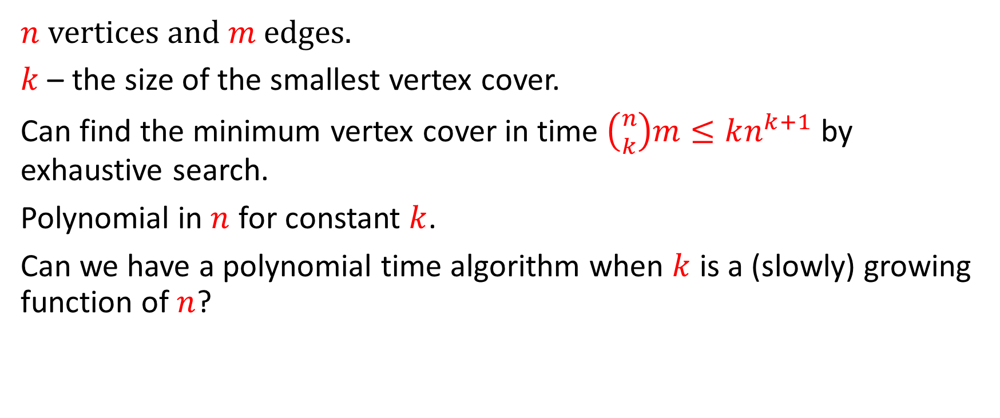 n vertices and m edges.
k – the size of the smallest vertex cover.
Can find the minimum vertex cover in time \binom{n}{k}m ≤ kn^{k+1} by
exhaustive search.
Polynomial in n for constant k.
Can we have a polynomial time algorithm when k is a (slowly) growing
function of n?